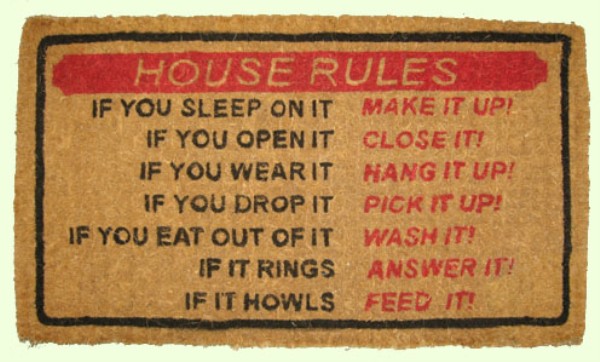 HOUSE RULES
IF YOU SLEEP ON IT MAKE IT UP!
IF YOU OPEN IT CLOSE IT!
IF YOU WEAR IT HANG IT UP!
IF YOU DROP IT PICK IT UP!
IF YOU EAT OUT OF IT WASH IT!
IF IT RINGS ANSWER IT!
IF IT HOWLS FEED IT!